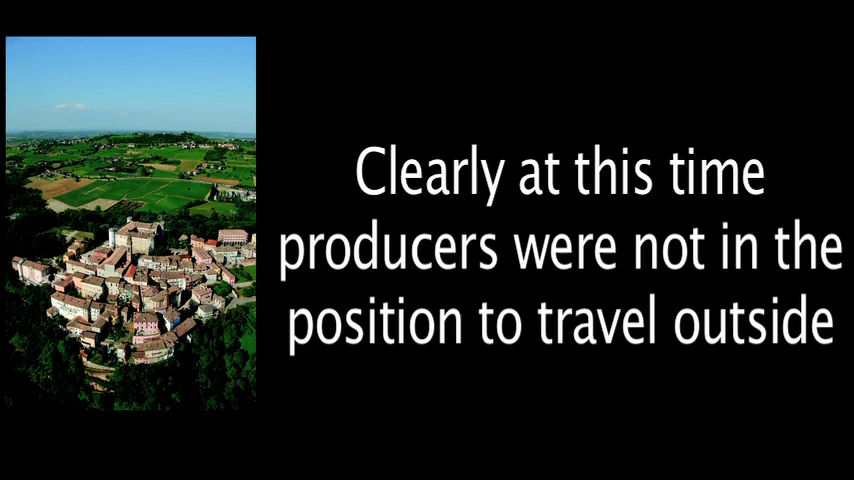 Clearly at this time
producers were not in the
position to travel outside